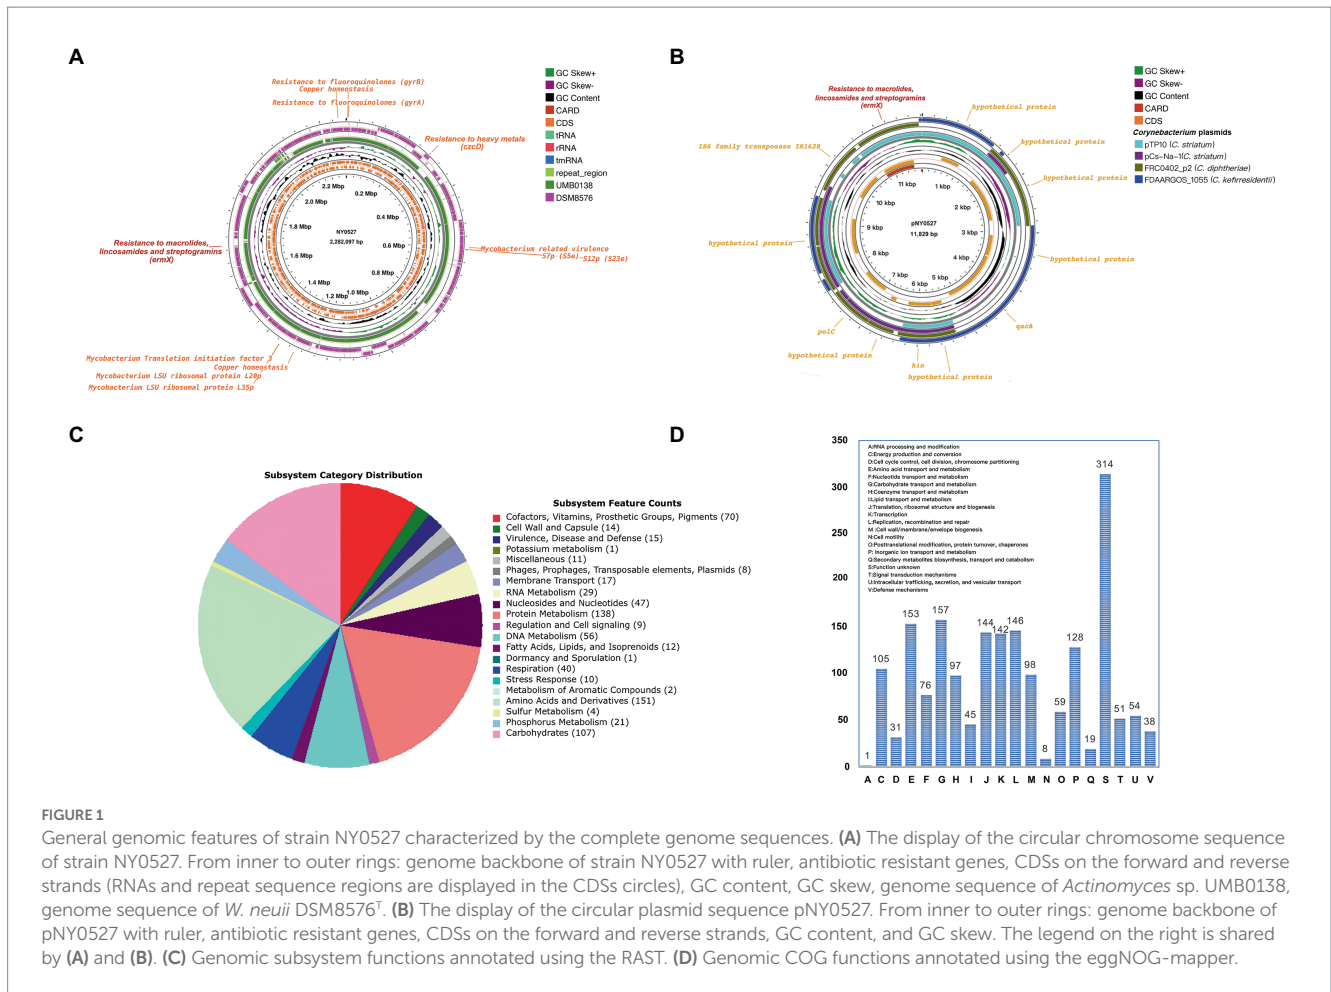 A
Resistance to fluoroquinolones (gyrB)
Copper homeostasis
Resistance to fluoroquinolones (gyrA)
Resistance to heavy metals
(czcD)
GC Skew+
GC Skew-
GC Content
CARD
CDS
tRNA
rRNA
tmRNA
repeat_region
UMB0138
DSM8576
2.2 Mbp
0.2 Mbp
2.0 Mbp
0.4 Mbp
1.8 Mbp
0.6 Mbp
1.6 Mbp
0.8 Mbp
1.4 Mbp
1.2 Mbp
1.0 Mbp
NY0527
2,282,097 bp
Resistance to macrolides,
lincosamides and streptogramins
(ermX)
Mycobacterium related virulence
S7p (S5e)
S12p (S23e)
Mycobacterium Translation initiation factor 3
Copper homeostasis
Mycobacterium LSU ribosomal protein L20p
Mycobacterium LSU ribosomal protein L35p
B
Resistance to macrolides,
lincosamides and streptogramins
(ermX)
hypothetical protein
hypothetical protein
hypothetical protein
hypothetical protein
qacA
hypothetical protein
hin
hypothetical protein
polC
hypothetical protein
IS6 family transposase IS1628
11 kbp
1 kbp
10 kbp
2 kbp
9 kbp
3 kbp
8 kbp
4 kbp
7 kbp
5 kbp
6 kbp
pNY0527
11,829 bp
GC Skew+
GC Skew-
GC Content
CARD
CDS
Corynebacterium plasmids
pTP10 (C. striatum)
pCs-Na-1(C. striatum)
FRC0402_p2 (C. diphtheriae)
FDAARGOS_1055 (C. kefirresidentii)
C
Subsystem Category Distribution
Subsystem Feature Counts
Cofactors, Vitamins, Prosthetic Groups, Pigments (70)
Cell Wall and Capsule (14)
Virulence, Disease and Defense (15)
Potassium metabolism (1)
Miscellaneous (11)
Phages, Prophages, Transposable elements, Plasmids (8)
Membrane Transport (17)
RNA Metabolism (29)
Nucleosides and Nucleotides (47)
Protein Metabolism (138)
Regulation and Cell signaling (9)
DNA Metabolism (56)
Fatty Acids, Lipids, and Isoprenoids (12)
Dormancy and Sporulation (1)
Respiration (40)
Stress Response (10)
Metabolism of Aromatic Compounds (2)
Amino Acids and Derivatives (151)
Sulfur Metabolism (4)
Phosphorus Metabolism (21)
Carbohydrates (107)
D
350
300
250
200
150
100
50
0
A:RNA processing and modification
C:Energy production and conversion
D:Cell cycle control, cell division, chromosome partitioning
E:Amino acid transport and metabolism
F:Nucleotide transport and metabolism
G:Carbohydrate transport and metabolism
H:Coenzyme transport and metabolism
I:Lipid transport and metabolism
J:Translation, ribosomal structure and biogenesis
K:Transcription
L:Replication, recombination and repair
M :Cell wall/membrane/envelope biogenesis
N:Cell motility
O:Posttranslational modification, protein turnover, chaperones
P: Inorganic ion transport and metabolism
Q:Secondary metabolites biosynthesis, transport and catabolism
S:Function unknown
T:Signal transduction mechanisms
U:Intracellular trafficking, secretion, and vesicular transport
V:Defense mechanisms
1 105 31 153 76 157 97 45 144 142 146 98 8 59 128 19 314 51 54 38
A C D E F G H I J K L M N O P Q S T U V
FIGURE 1
General genomic features of strain NY0527 characterized by the complete genome sequences. (A) The display of the circular chromosome sequence
of strain NY0527. From inner to outer rings: genome backbone of strain NY0527 with ruler, antibiotic resistant genes, CDSs on the forward and reverse
strands (RNAs and repeat sequence regions are displayed in the CDSs circles), GC content, GC skew, genome sequence of Actinomyces sp. UMB0138,
genome sequence of W. neuii DSM8576ᵀ. (B) The display of the circular plasmid sequence pNY0527. From inner to outer rings: genome backbone of
pNY0527 with ruler, antibiotic resistant genes, CDSs on the forward and reverse strands, GC content, and GC skew. The legend on the right is shared
by (A) and (B). (C) Genomic subsystem functions annotated using the RAST. (D) Genomic COG functions annotated using the eggNOG-mapper.